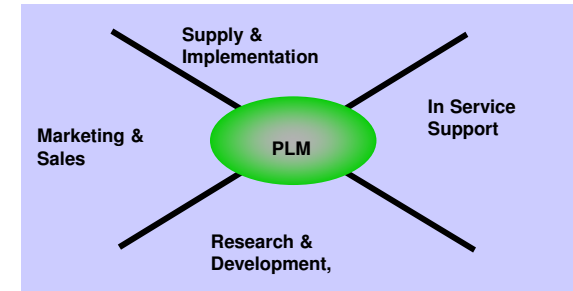 Supply &
Implementation
In Service
Support
Marketing &
Sales
PLM
Research &
Development,